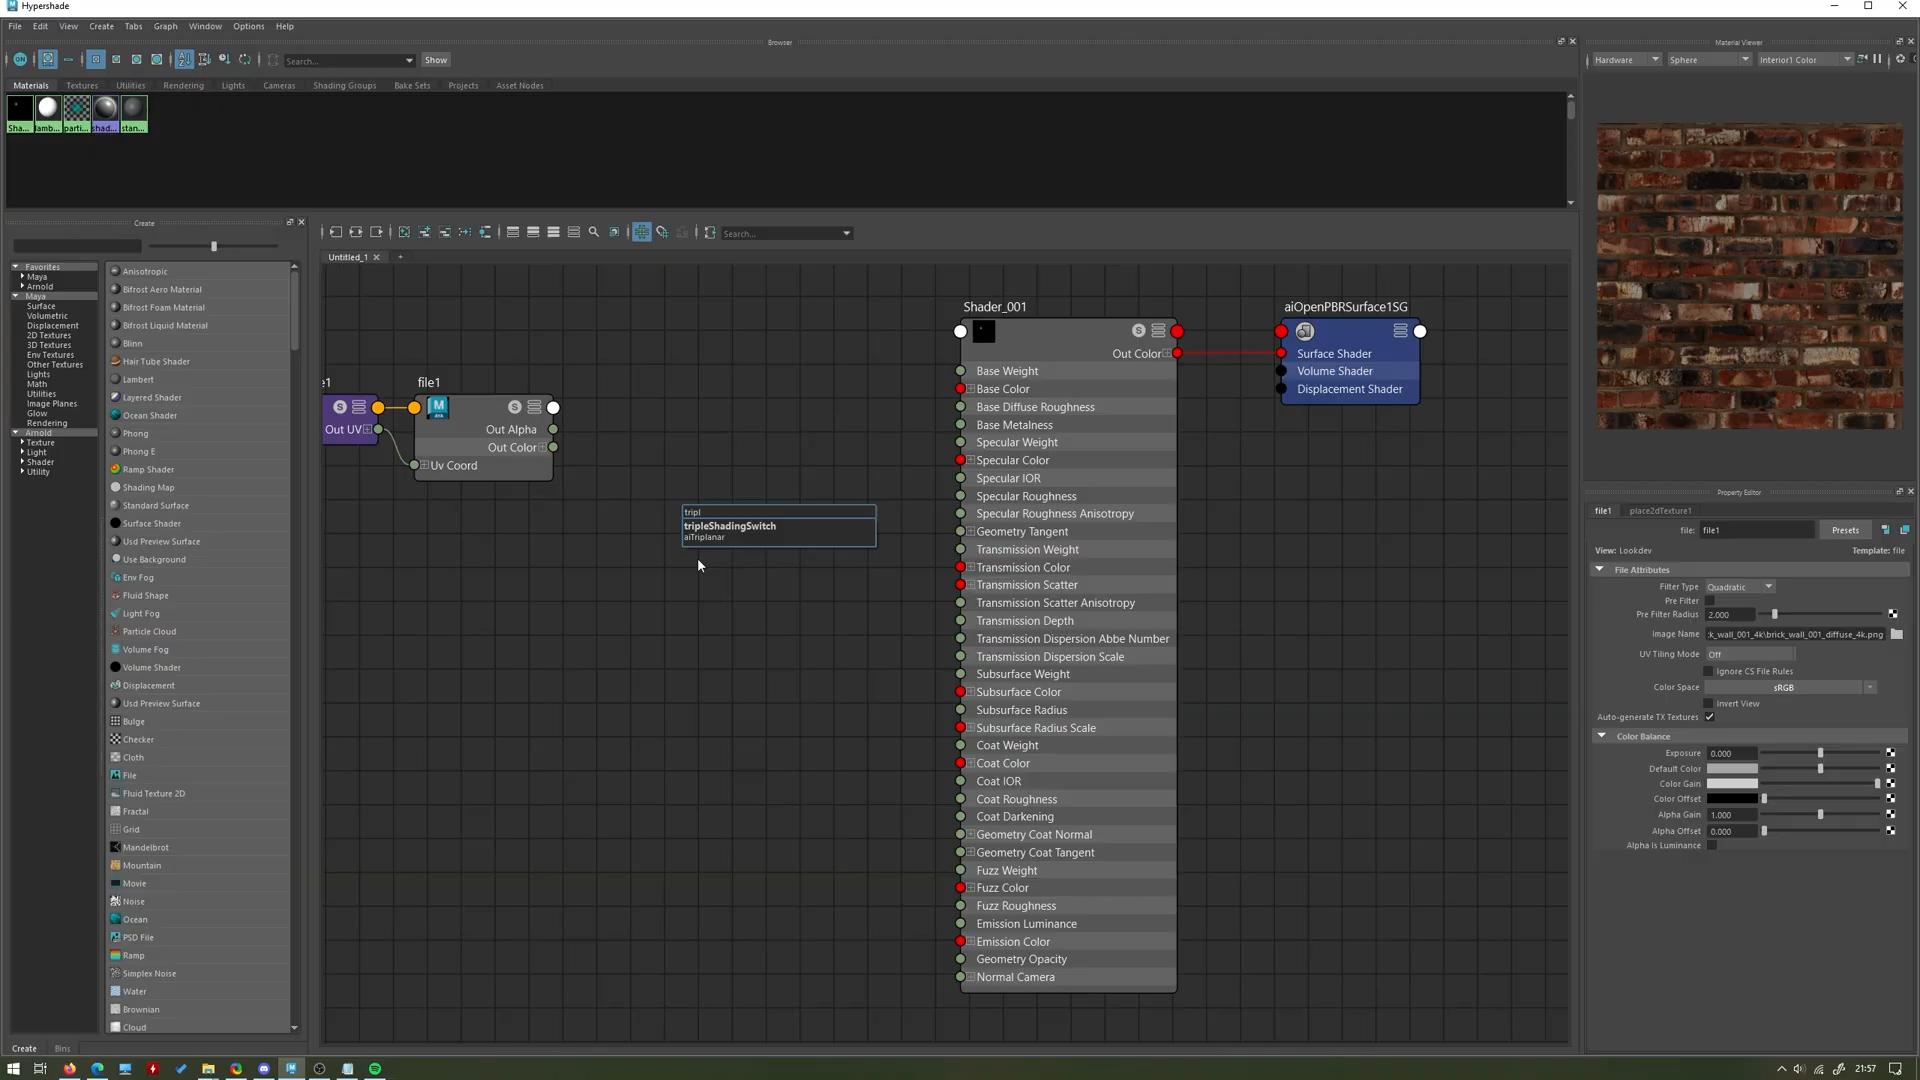 Hypershade
File Edit View Create Tabs Graph Window Options Help
Browser
Material Viewer
ON
Search...
Show
Hardware
Sphere
Interior1 Color
Materials Textures Utilities Rendering Lights Cameras Shading Groups Bake Sets Projects Asset Nodes
Sha... lamb... parti... shad... stan...
Create
Search...
Untitled_1
Favorites
Maya
Arnold
Maya
Surface
Volumetric
Displacement
2D Textures
3D Textures
Env Textures
Other Textures
Lights
Math
Utilities
Image Planes
Glow
Rendering
Arnold
Texture
Light
Shader
Utility
Anisotropic
Bifrost Aero Material
Bifrost Foam Material
Bifrost Liquid Material
Blinn
Hair Tube Shader
Lambert
Layered Shader
Ocean Shader
Phong
Phong E
Ramp Shader
Shading Map
Standard Surface
Surface Shader
Usd Preview Surface
Use Background
Env Fog
Fluid Shape
Light Fog
Particle Cloud
Volume Fog
Volume Shader
Displacement
Usd Preview Surface
Bulge
Checker
Cloth
File
Fluid Texture 2D
Fractal
Grid
Mandelbrot
Mountain
Movie
Noise
Ocean
PSD File
Ramp
Simplex Noise
Water
Brownian
Cloud
Create Bins
e1
Out UV
file1
M
Out Alpha
Out Color
Uv Coord
tripl
tripleShadingSwitch
aiTriplanar
Shader_001
S
Out Color
Base Weight
Base Color
Base Diffuse Roughness
Base Metalness
Specular Weight
Specular Color
Specular IOR
Specular Roughness
Specular Roughness Anisotropy
Geometry Tangent
Transmission Weight
Transmission Color
Transmission Scatter
Transmission Scatter Anisotropy
Transmission Depth
Transmission Dispersion Abbe Number
Transmission Dispersion Scale
Subsurface Weight
Subsurface Color
Subsurface Radius
Subsurface Radius Scale
Coat Weight
Coat Color
Coat IOR
Coat Roughness
Coat Darkening
Geometry Coat Normal
Geometry Coat Tangent
Fuzz Weight
Fuzz Color
Fuzz Roughness
Emission Luminance
Emission Color
Geometry Opacity
Normal Camera
aiOpenPBRSurface1SG
Surface Shader
Volume Shader
Displacement Shader
Property Editor
file1 place2dTexture1
file: file1 Presets
View: Lookdev Template: file
File Attributes
Filter Type Quadratic
Pre Filter
Pre Filter Radius 2.000
Image Name :k_wall_001_4k\brick_wall_001_diffuse_4k.png
UV Tiling Mode Off
Ignore CS File Rules
Color Space sRGB
Invert View
Auto-generate TX Textures
Color Balance
Exposure 0.000
Default Color
Color Gain
Color Offset
Alpha Gain 1.000
Alpha Offset 0.000
Alpha Is Luminance
21:57